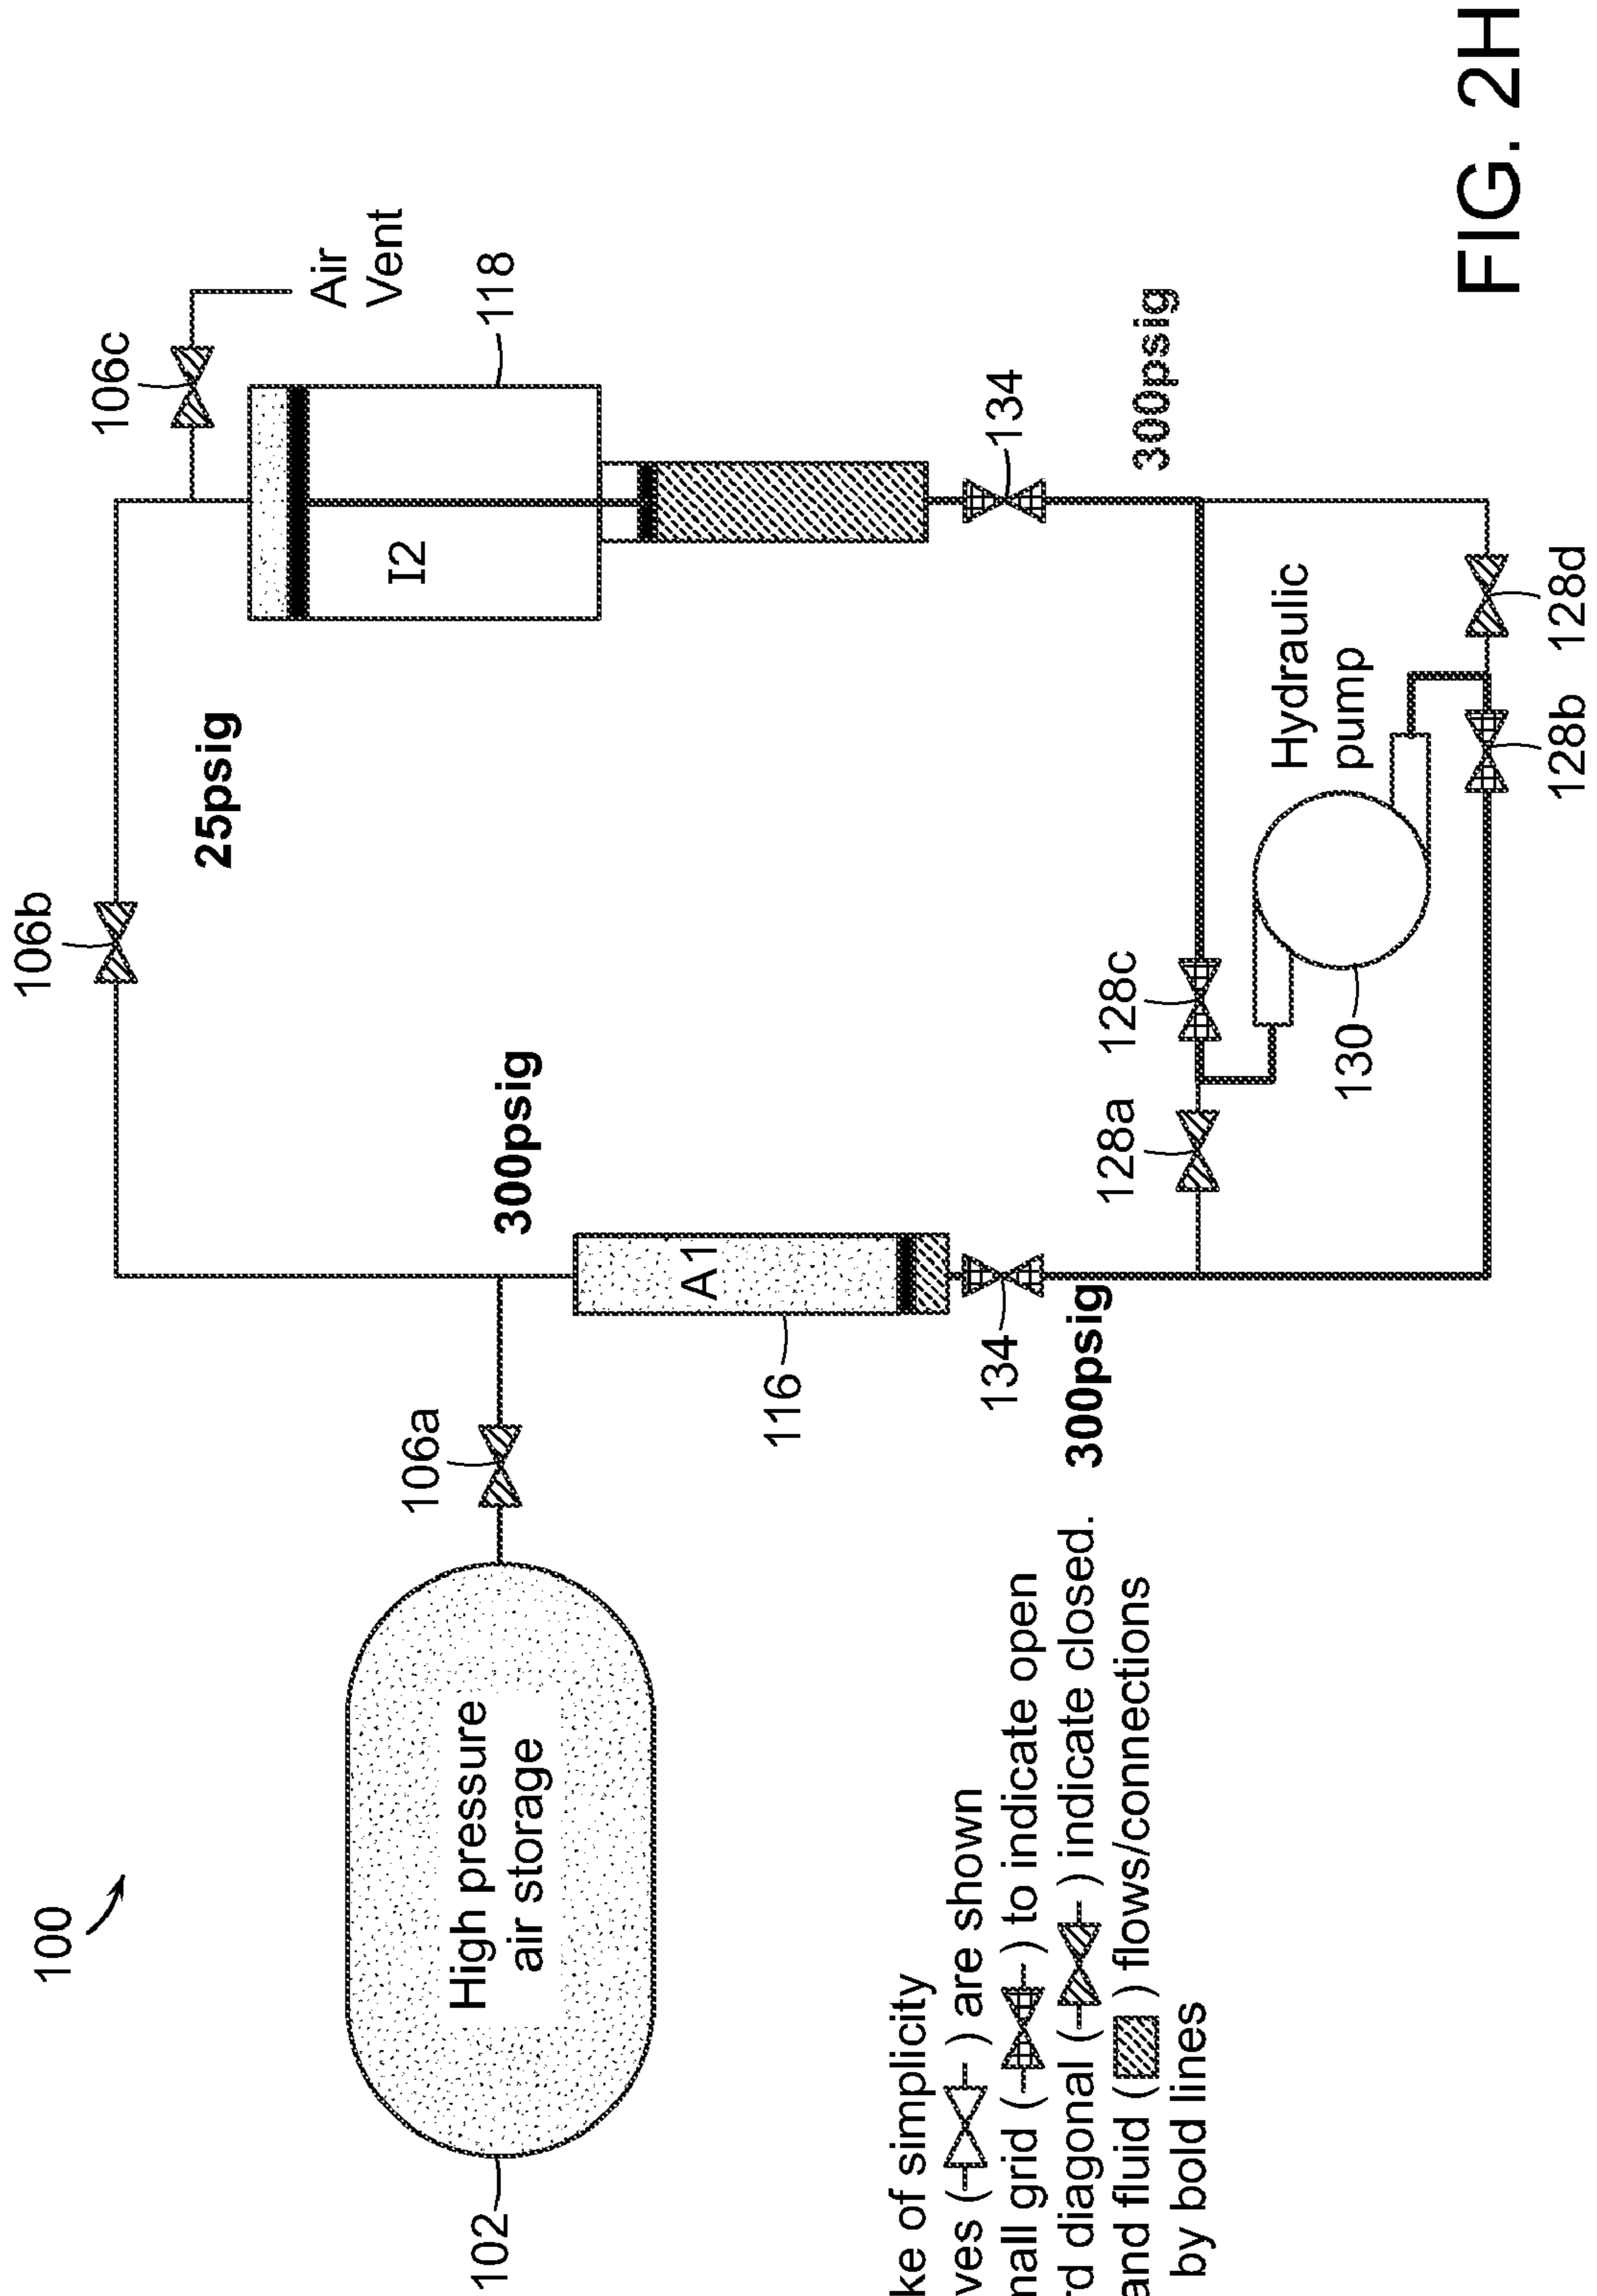 100
102
High pressure
air storage
106a
106b
25psig
106c
Air
Vent
118
I2
300psig
A1
116
134
300psig
134
300psig
128a
128c
Hydraulic
pump
130
128b
128d
ke of simplicity
ves ( ) are shown
nall grid ( ) to indicate open
rd diagonal ( ) indicate closed.
and fluid ( ) flows/connections
by bold lines
FIG. 2H